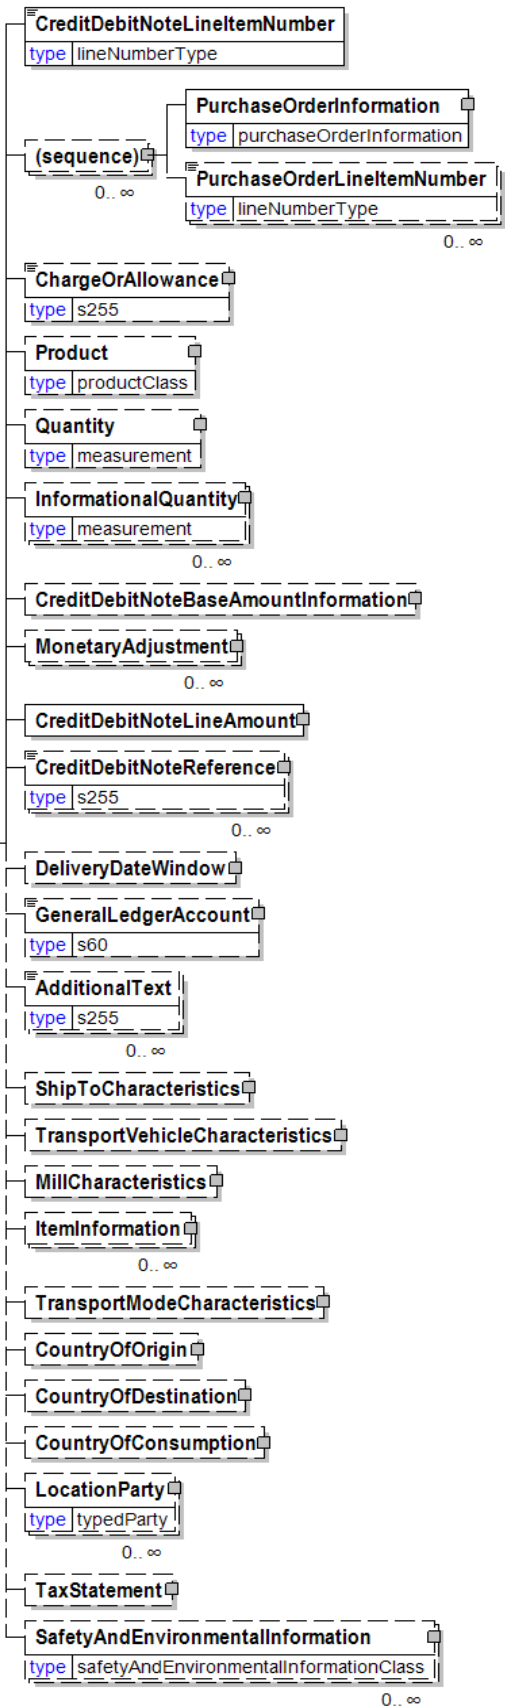 CreditDebitNoteLineItemNumber
type lineNumberType
PurchaseOrderInformation
type purchaseOrderInformation
(sequence)
0.. ∞
PurchaseOrderLineItemNumber
type lineNumberType
0.. ∞
ChargeOrAllowance
type s255
Product
type productClass
Quantity
type measurement
InformationalQuantity
type measurement
0.. ∞
CreditDebitNoteBaseAmountInformation
MonetaryAdjustment
0.. ∞
CreditDebitNoteLineAmount
CreditDebitNoteReference
type s255
0.. ∞
DeliveryDateWindow
GeneralLedgerAccount
type s60
AdditionalText
type s255
0.. ∞
ShipToCharacteristics
TransportVehicleCharacteristics
MillCharacteristics
ItemInformation
0.. ∞
TransportModeCharacteristics
CountryOfOrigin
CountryOfDestination
CountryOfConsumption
LocationParty
type typedParty
0.. ∞
TaxStatement
SafetyAndEnvironmentalInformation
type safetyAndEnvironmentalInformationClass
0.. ∞